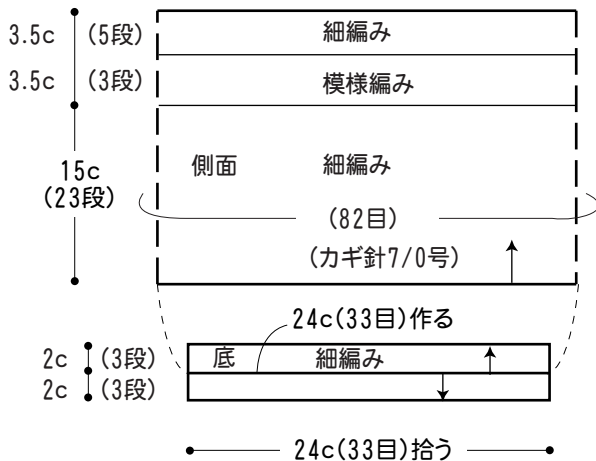 3.5c (5段) 細編み
3.5c (3段) 模様編み
15c
(23段)
側面 細編み
(82目)
(カギ針7/0号)
24c(33目)作る
2c (3段) 底 細編み
2c (3段)
24c(33目)拾う